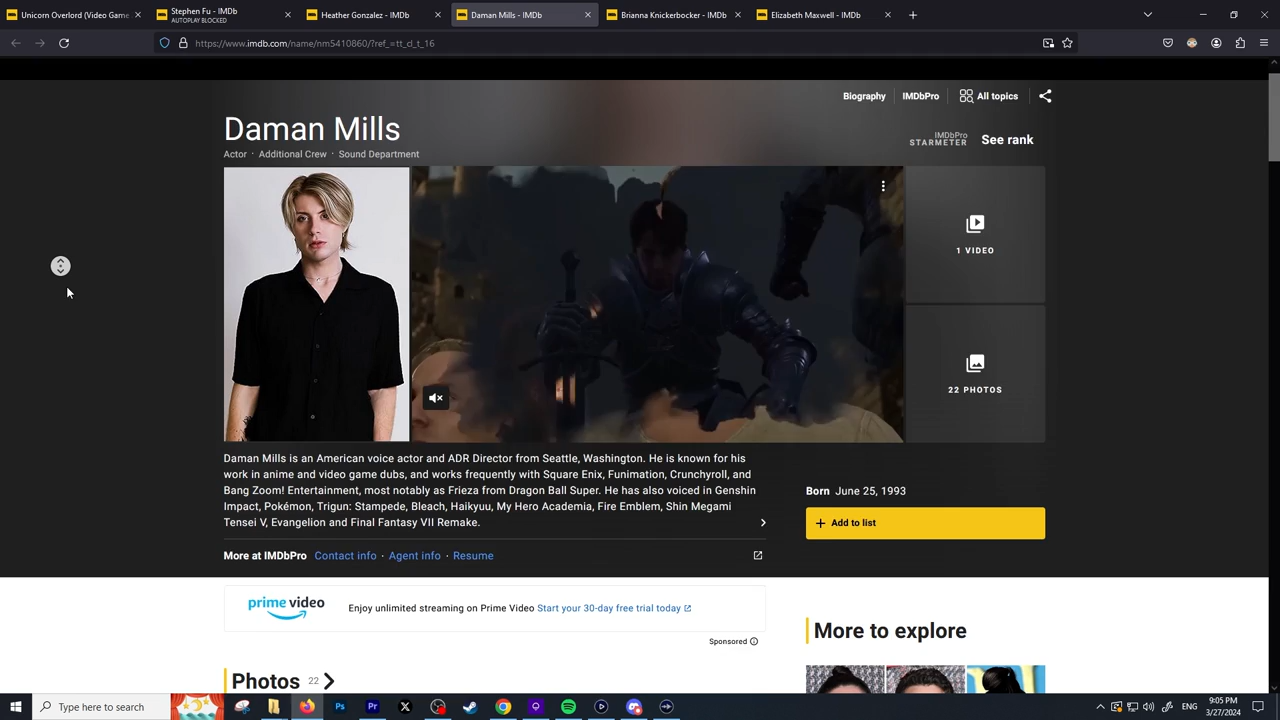 Unicorn Overlord (Video Game
Stephen Fu - IMDb
AUTOPLAY BLOCKED
Heather Gonzalez - IMDb
Daman Mills - IMDb
Brianna Knickerbocker - IMDb
Elizabeth Maxwell - IMDb
https://www.imdb.com/name/nm5410860/?ref_=tt_cl_t_16
Biography
IMDbPro
All topics
Daman Mills
Actor · Additional Crew · Sound Department
IMDbPro
STARMETER
See rank
1 VIDEO
22 PHOTOS
Daman Mills is an American voice actor and ADR Director from Seattle, Washington. He is known for his
work in anime and video game dubs, and works frequently with Square Enix, Funimation, Crunchyroll, and
Bang Zoom! Entertainment, most notably as Frieza from Dragon Ball Super. He has also voiced in Genshin
Impact, Pokémon, Trigun: Stampede, Bleach, Haikyuu, My Hero Academia, Fire Emblem, Shin Megami
Tensei V, Evangelion and Final Fantasy VII Remake.
Born June 25, 1993
Add to list
More at IMDbPro Contact info · Agent info · Resume
prime video
Enjoy unlimited streaming on Prime Video Start your 30-day free trial today
Sponsored
More to explore
Photos 22
Type here to search
ENG
9:05 PM
3/27/2024